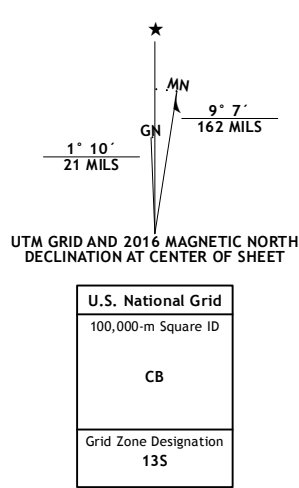 ★
MN
9° 7´
162 MILS
GN
1° 10´
21 MILS
UTM GRID AND 2016 MAGNETIC NORTH
DECLINATION AT CENTER OF SHEET
U.S. National Grid
100,000-m Square ID
CB
Grid Zone Designation
13S